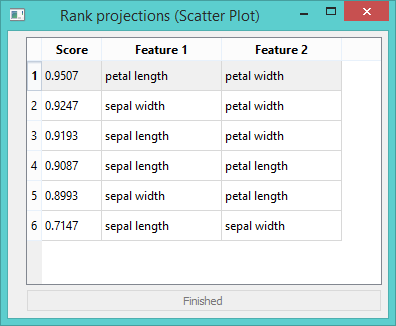 Rank projections (Scatter Plot)
Score Feature 1 Feature 2
1 0.9507 petal length petal width
2 0.9247 sepal width petal width
3 0.9193 sepal length petal width
4 0.9087 sepal length petal length
5 0.8993 sepal width petal length
6 0.7147 sepal length sepal width
Finished